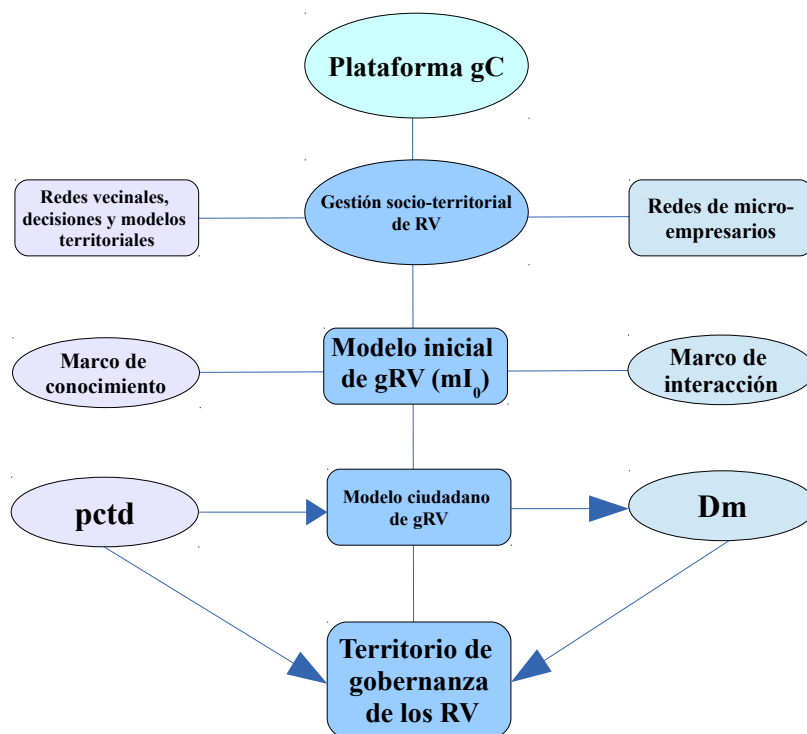 Plataforma gC
Redes vecinales,
decisiones y modelos
territoriales
Gestión socio-territorial
de RV
Redes de micro-
empresarios
Marco de
conocimiento
Modelo inicial
de gRV (mI₀)
Marco de
interacción
pctd
Modelo ciudadano
de gRV
Dm
Territorio de
gobernanza
de los RV